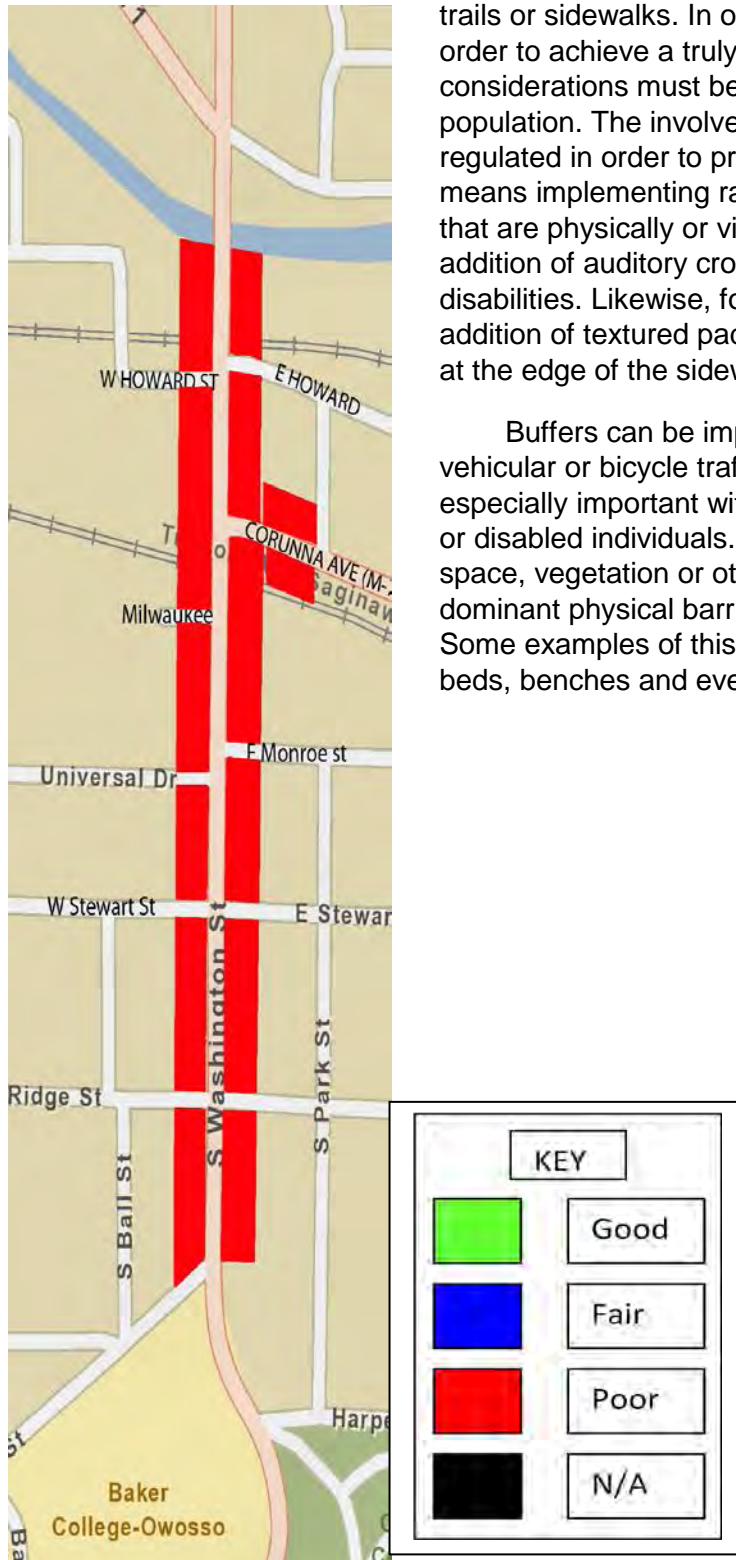 trails or sidewalks. In o
order to achieve a truly
considerations must be
population. The involve
regulated in order to pr
means implementing ra
that are physically or vi
addition of auditory cro
disabilities. Likewise, fo
addition of textured pac
at the edge of the sidew
Buffers can be imp
vehicular or bicycle traf
especially important wit
or disabled individuals.
space, vegetation or ot
dominant physical barri
Some examples of this
beds, benches and eve
W HOWARD ST
E HOWARD
CORUNNA AVE (M-
Saginaw
Milwaukee
E Monroe st
Universal Dr
W Stewart St
E Stewar
S Washington St
S Park St
Ridge St
S Ball St
Harpe
St
Baker
College-Owosso
Ba
KEY
Good
Fair
Poor
N/A